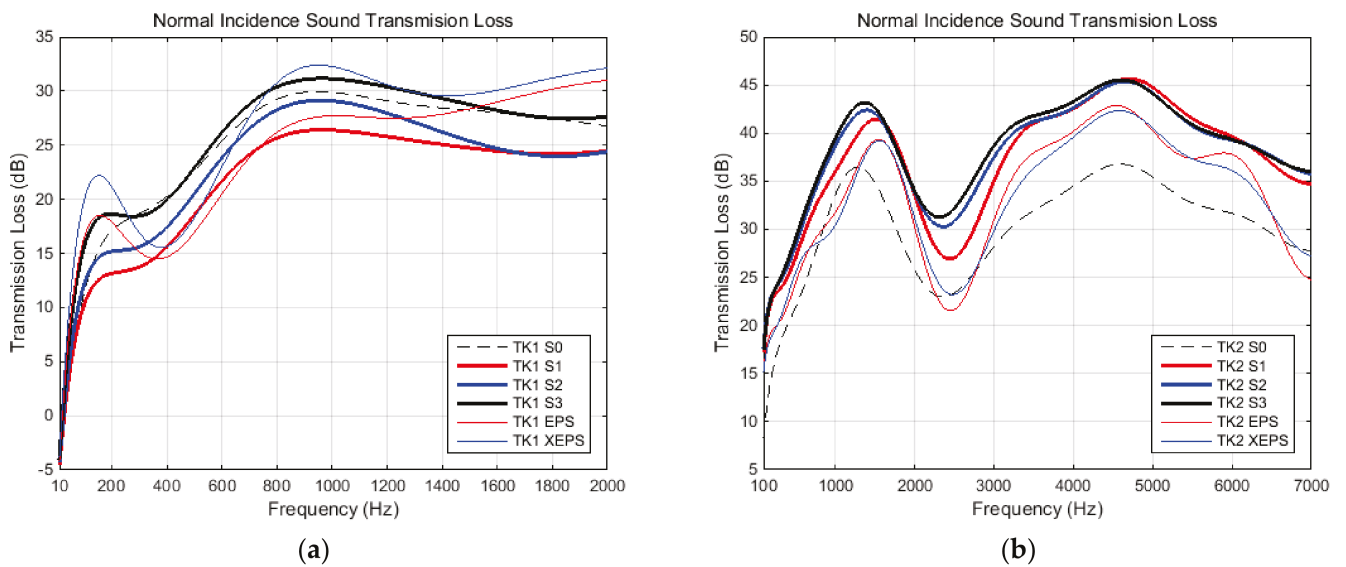 Normal Incidence Sound Transmision Loss
35
30
25
20
15
10
5
0
-5
Transmission Loss (dB)
TK1 S0
TK1 S1
TK1 S2
TK1 S3
TK1 EPS
TK1 XEPS
10 200 400 600 800 1000 1200 1400 1600 1800 2000
Frequency (Hz)
(a)
Normal Incidence Sound Transmision Loss
50
45
40
35
30
25
20
15
10
5
Transmission Loss (dB)
TK2 S0
TK2 S1
TK2 S2
TK2 S3
TK2 EPS
TK2 XEPS
100 1000 2000 3000 4000 5000 6000 7000
Frequency (Hz)
(b)